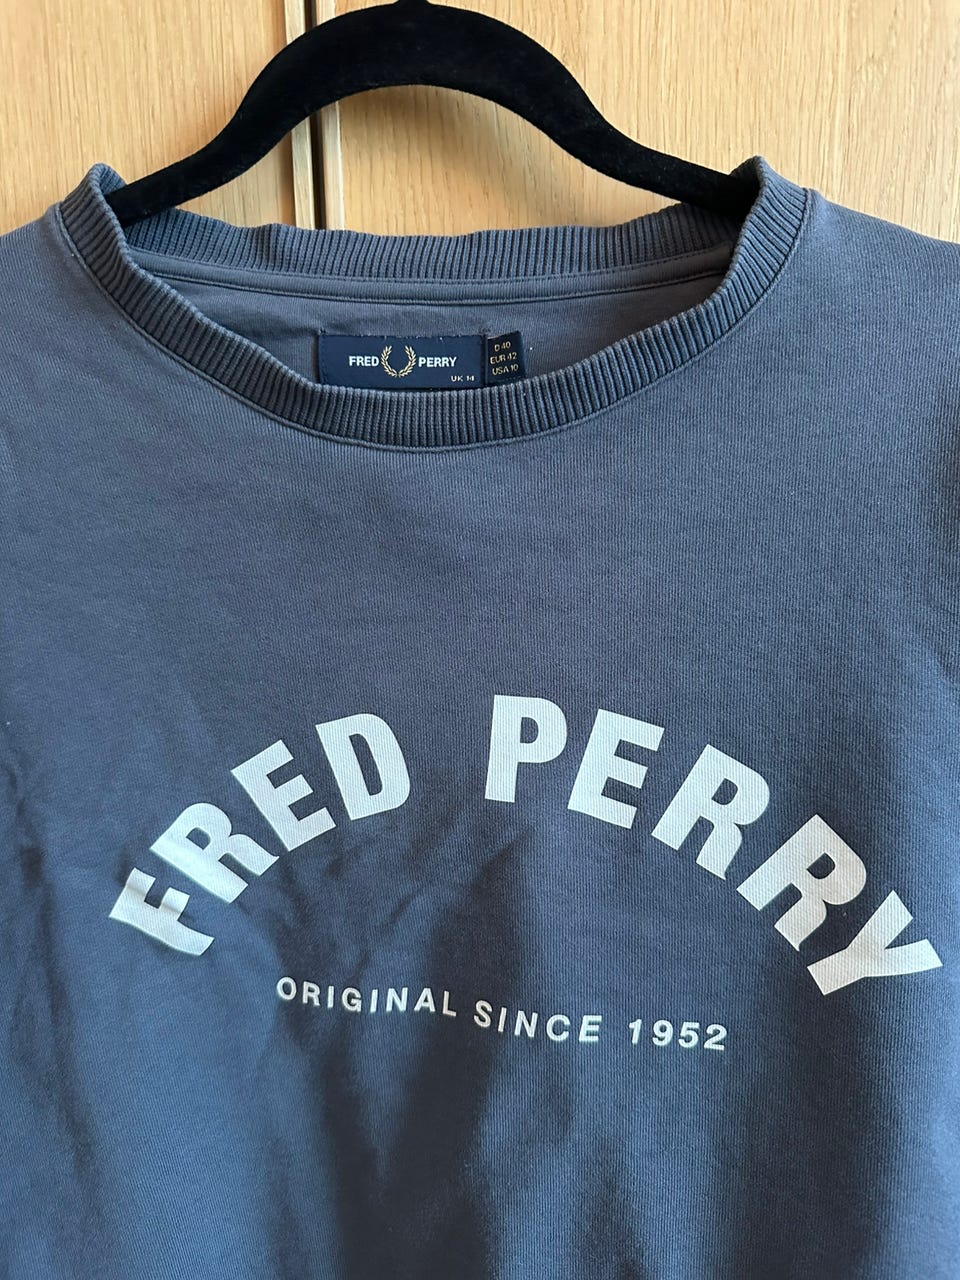 FRED PERRY
UK 14
D 40
EUR 42
USA 10
FRED PERRY
ORIGINAL SINCE 1952